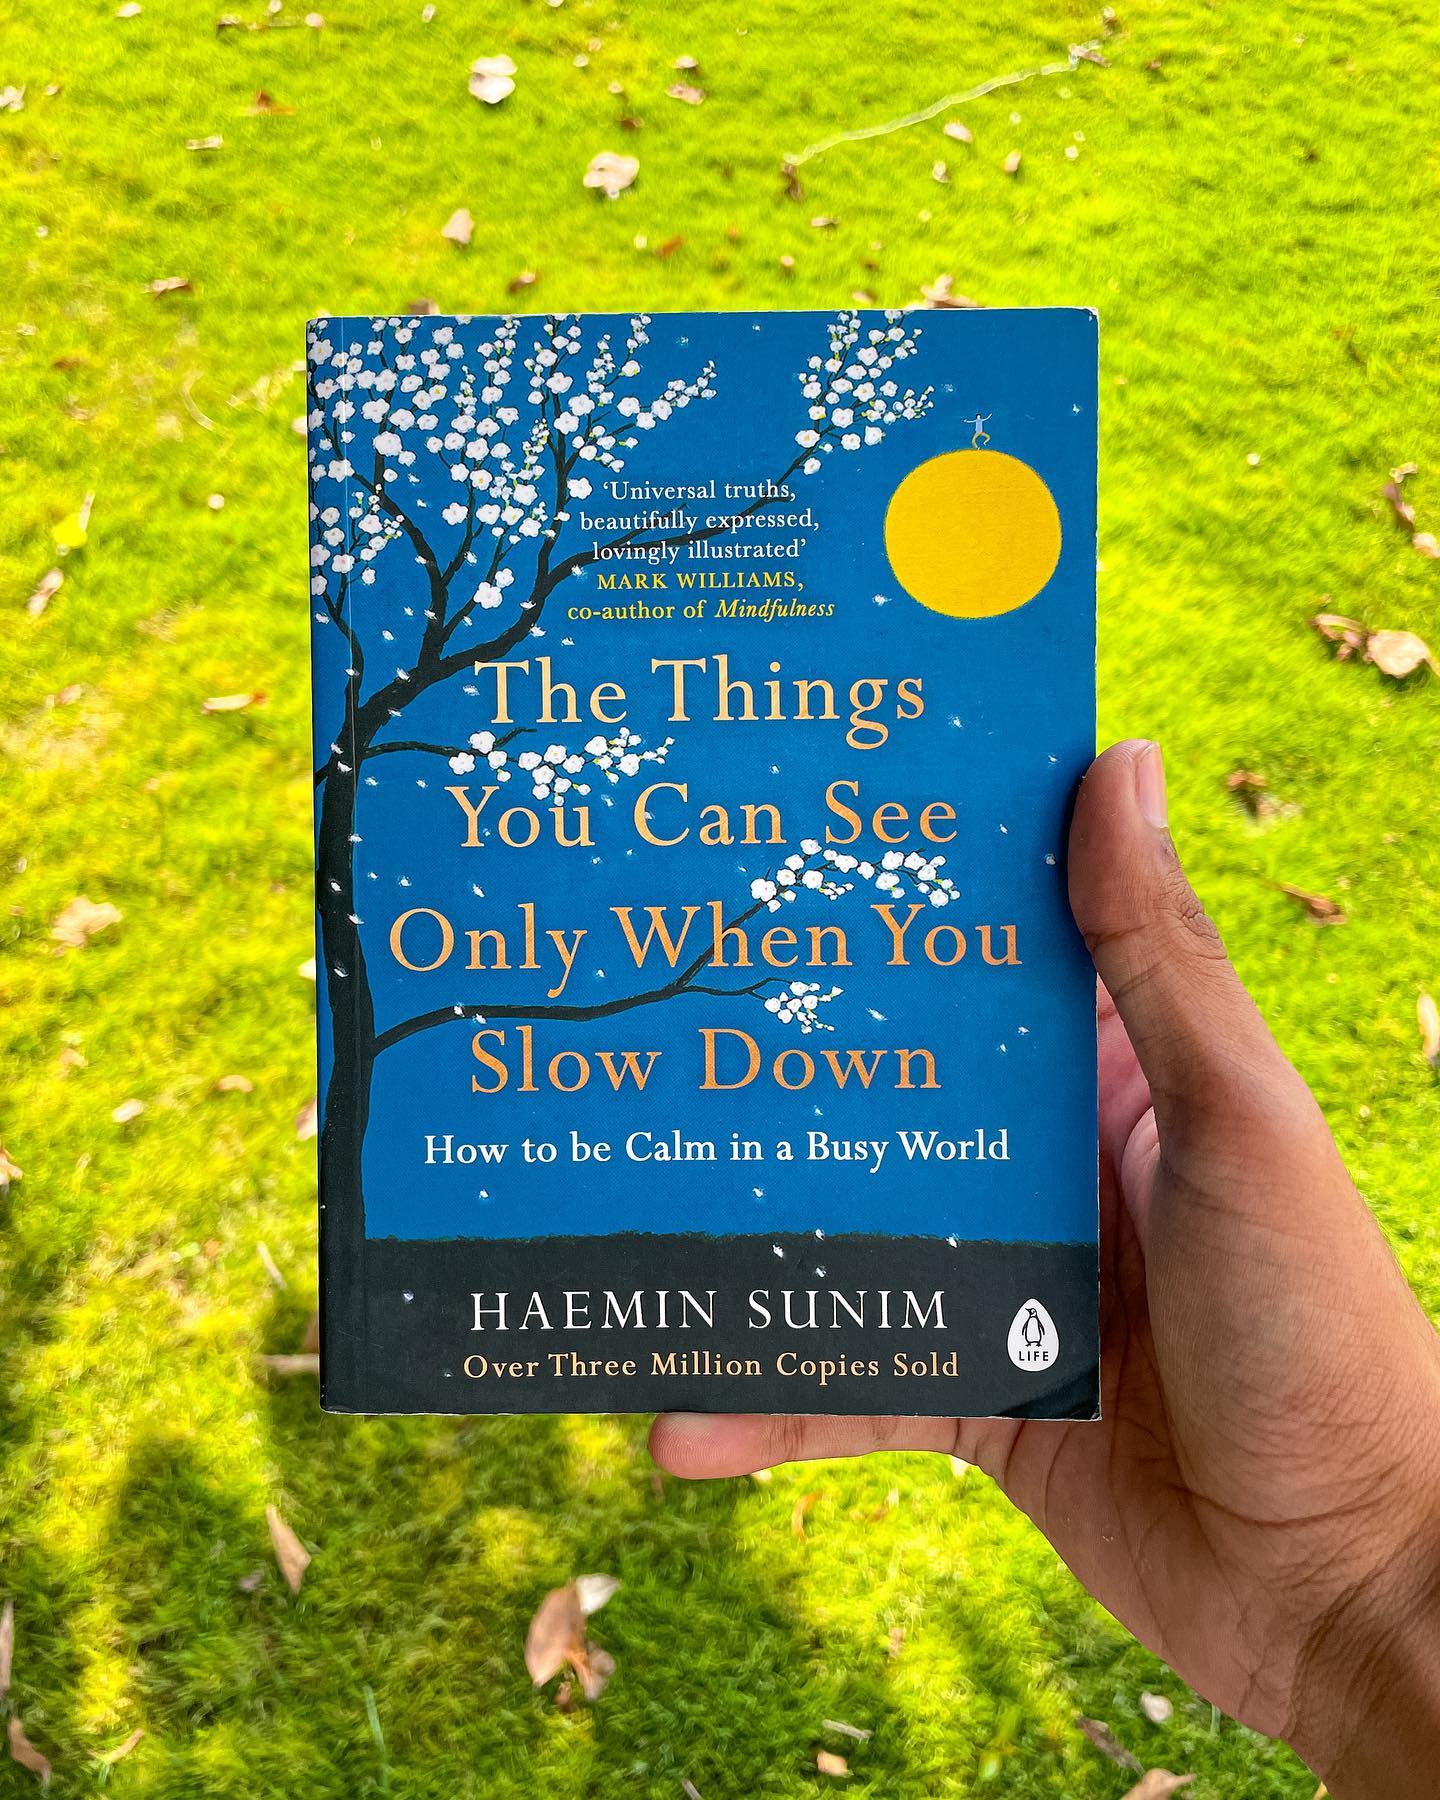 ‘Universal truths,
beautifully expressed,
lovingly illustrated’
MARK WILLIAMS,
co-author of Mindfulness
The Things
You Can See
Only When You
Slow Down
How to be Calm in a Busy World
HAEMIN SUNIM
Over Three Million Copies Sold
LIFE